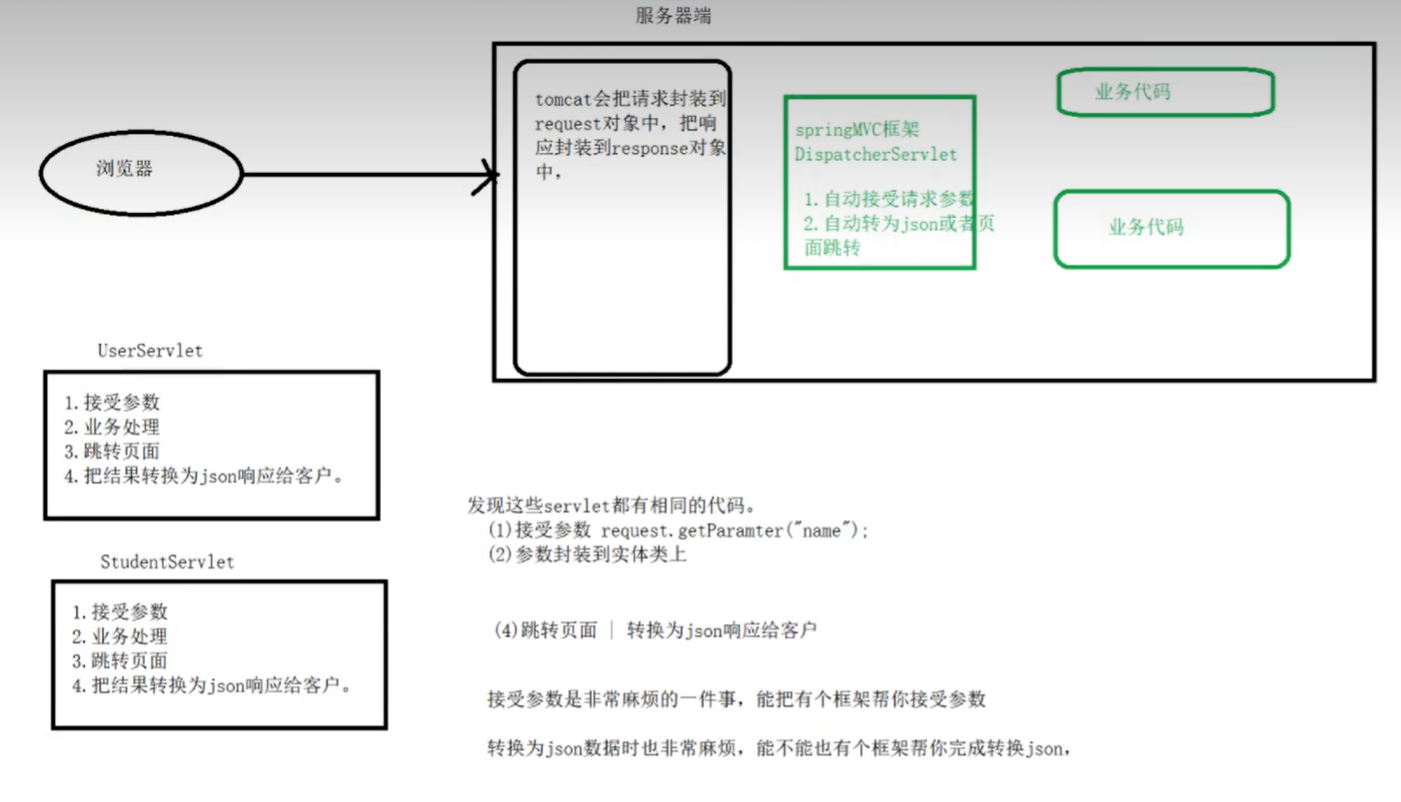 服务器端
浏览器
tomcat会把请求封装到
request对象中，把响
应封装到response对象
中，
springMVC框架
DispatcherServlet
1.自动接受请求参数
2.自动转为json或者页
面跳转
业务代码
业务代码
UserServlet
1.接受参数
2.业务处理
3.跳转页面
4.把结果转换为json响应给客户。
StudentServlet
1.接受参数
2.业务处理
3.跳转页面
4.把结果转换为json响应给客户。
发现这些servlet都有相同的代码。
(1)接受参数 request.getParamter("name");
(2)参数封装到实体类上
(4)跳转页面 | 转换为json响应给客户
接受参数是非常麻烦的一件事，能把有个框架帮你接受参数
转换为json数据时也非常麻烦，能不能也有个框架帮你完成转换json，